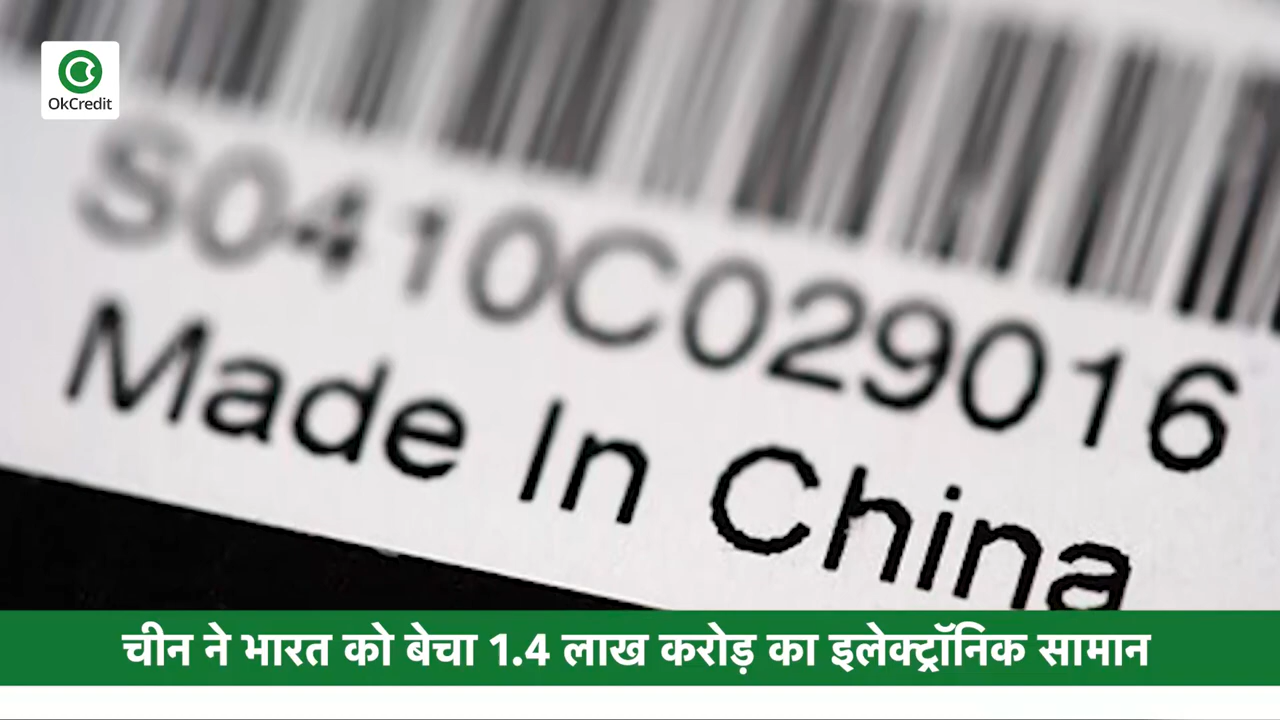 OkCredit
S0410C029016
Made In China
चीन ने भारत को बेचा 1.4 लाख करोड़ का इलेक्ट्रॉनिक सामान